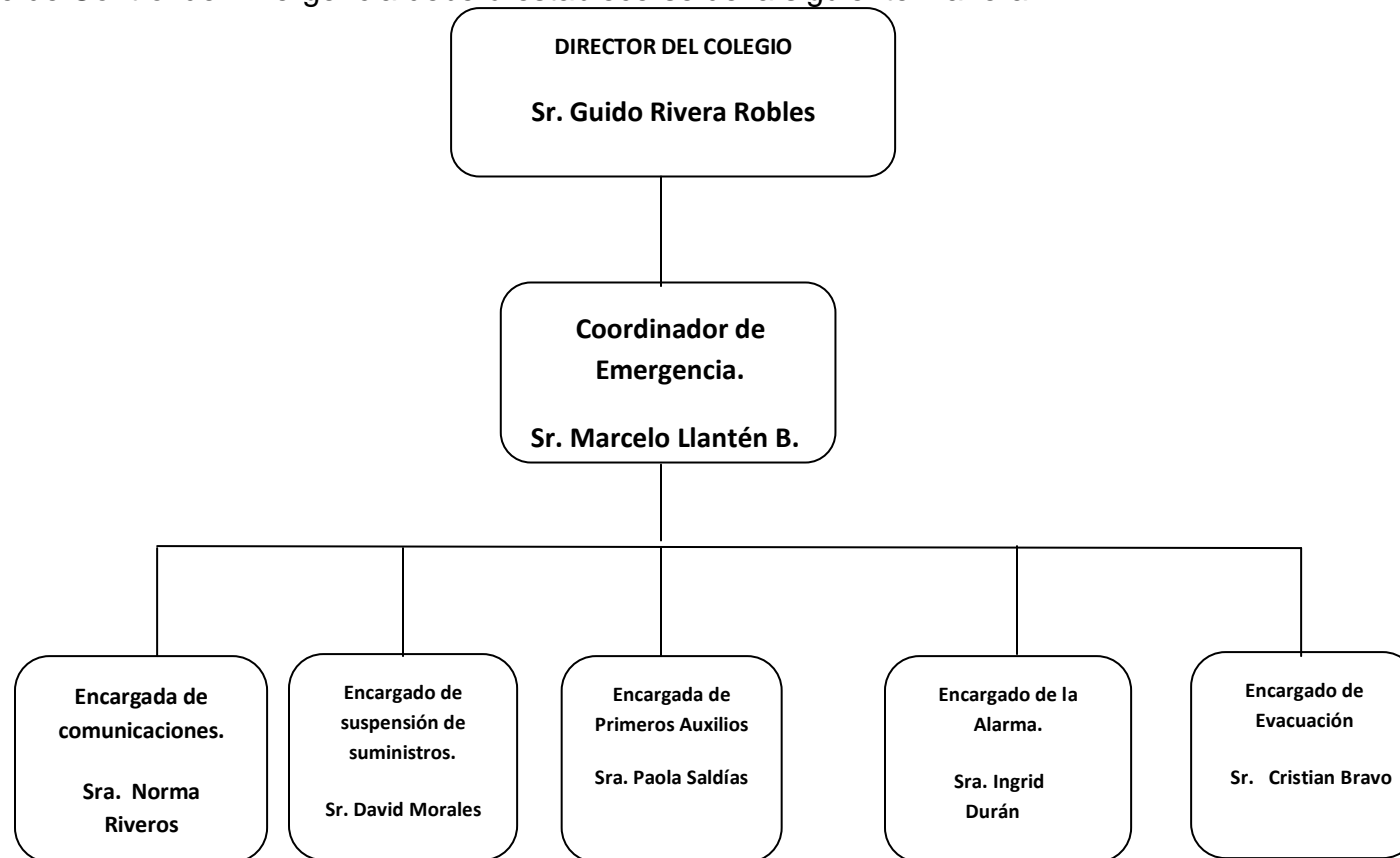 DIRECTOR DEL COLEGIO
Sr. Guido Rivera Robles
Coordinador de
Emergencia.
Sr. Marcelo Llantén B.
Encargada de
comunicaciones.
Sra. Norma
Riveros
Encargado de
suspensión de
suministros.
Sr. David Morales
Encargada de
Primeros Auxilios
Sra. Paola Saldías
Encargado de la
Alarma.
Sra. Ingrid
Durán
Encargado de
Evacuación
Sr. Cristian Bravo